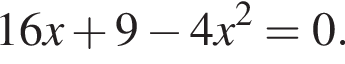 16x + 9 − 4x² = 0.